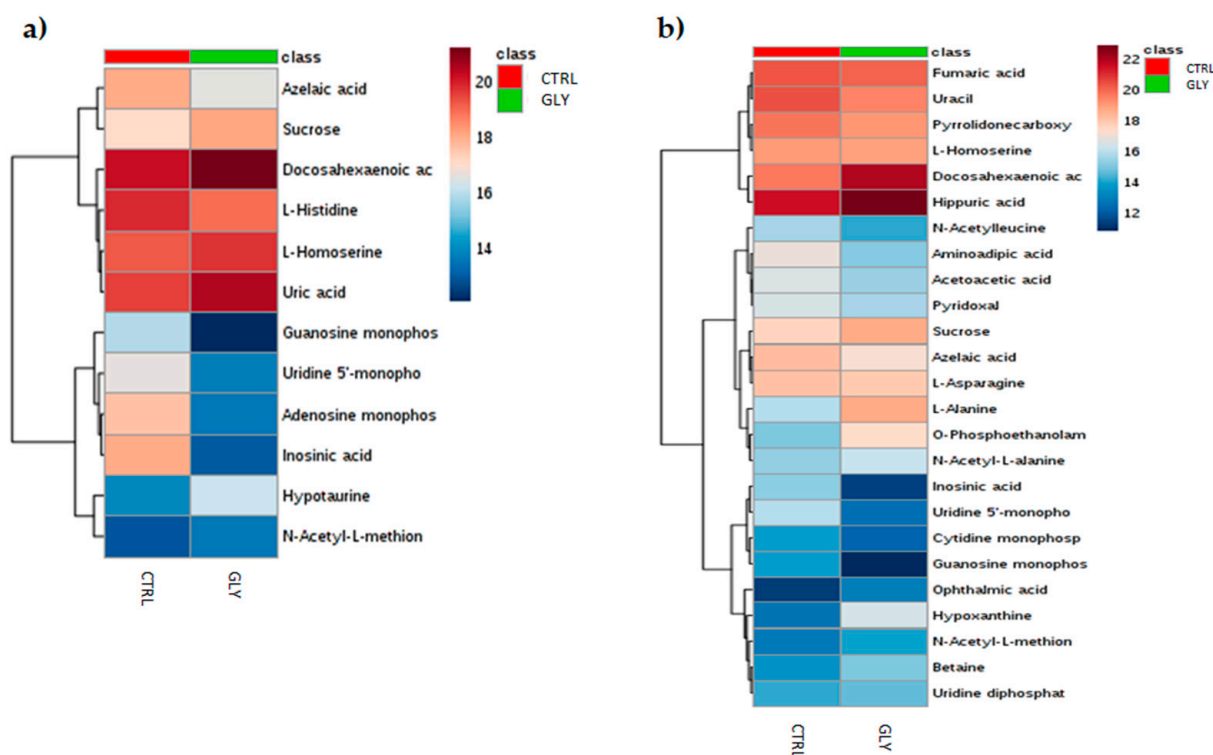 a)
class
Azelaic acid
Sucrose
Docosahexaenoic ac
L-Histidine
L-Homoserine
Uric acid
Guanosine monophos
Uridine 5'-monopho
Adenosine monophos
Inosinic acid
Hypotaurine
N-Acetyl-L-methion
CTRL
GLY
20
18
16
14
class
CTRL
GLY
b)
class
Fumaric acid
Uracil
Pyrrolidonecarboxy
L-Homoserine
Docosahexaenoic ac
Hippuric acid
N-Acetylleucine
Aminoadipic acid
Acetoacetic acid
Pyridoxal
Sucrose
Azelaic acid
L-Asparagine
L-Alanine
O-Phosphoethanolam
N-Acetyl-L-alanine
Inosinic acid
Uridine 5'-monopho
Cytidine monophosp
Guanosine monophos
Ophthalmic acid
Hypoxanthine
N-Acetyl-L-methion
Betaine
Uridine diphosphat
CTRL
GLY
22
20
18
16
14
12
class
CTRL
GLY